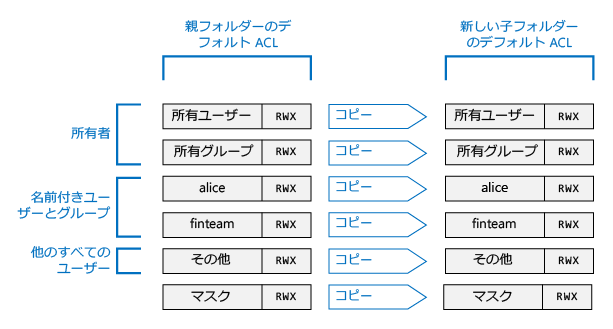 親フォルダーのデ
フォルト ACL
新しい子フォルダー
のデフォルト ACL
所有者
所有ユーザー RWX コピー 所有ユーザー RWX
所有グループ RWX コピー 所有グループ RWX
名前付きユー
ザーとグループ
alice RWX コピー alice RWX
finteam RWX コピー finteam RWX
他のすべての
ユーザー
その他 RWX コピー その他 RWX
マスク RWX コピー マスク RWX